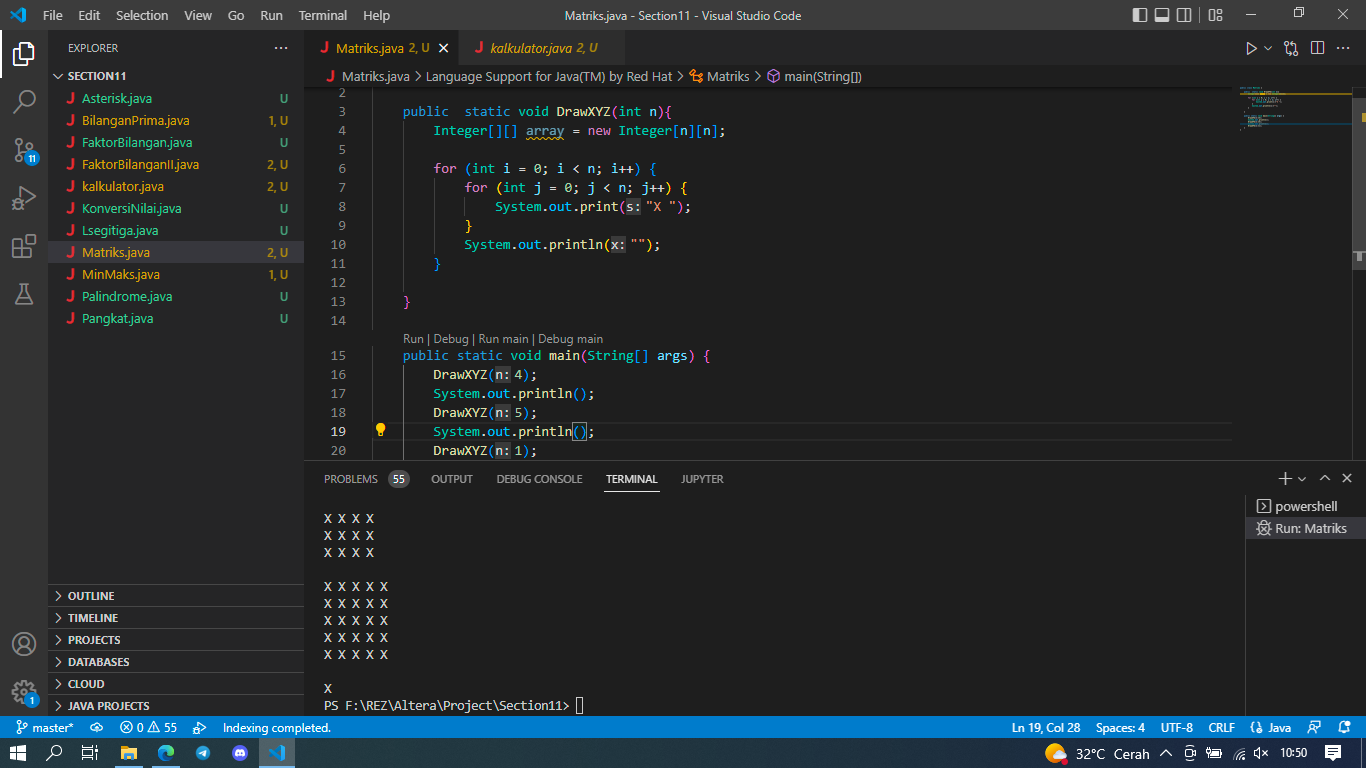 File Edit Selection View Go Run Terminal Help
Matriks.java - Section11 - Visual Studio Code
EXPLORER
SECTION11
Asterisk.java U
BilanganPrima.java 1, U
FaktorBilangan.java U
FaktorBilanganII.java 2, U
kalkulator.java 2, U
KonversiNilai.java U
Lsegitiga.java U
Matriks.java 2, U
MinMaks.java 1, U
Palindrome.java U
Pangkat.java U
OUTLINE
TIMELINE
PROJECTS
DATABASES
CLOUD
JAVA PROJECTS
11
1
Matriks.java 2, U
kalkulator.java 2, U
Matriks.java > Language Support for Java(TM) by Red Hat > Matriks > main(String[])
2
3 public  static void DrawXYZ(int n){
4 Integer[][] array = new Integer[n][n];
5
6 for (int i = 0; i < n; i++) {
7 for (int j = 0; j < n; j++) {
8 System.out.print(s:"X ");
9 }
10 System.out.println(x:"");
11 }
12
13 }
14
Run | Debug | Run main | Debug main
15 public static void main(String[] args) {
16 DrawXYZ(n:4);
17 System.out.println();
18 DrawXYZ(n:5);
19 System.out.println();
20 DrawXYZ(n:1);
PROBLEMS 55 OUTPUT DEBUG CONSOLE TERMINAL JUPYTER
X X X X
X X X X
X X X X
X X X X X
X X X X X
X X X X X
X X X X X
X X X X X
X
PS F:\REZ\Altera\Project\Section11>
powershell
Run: Matriks
master* 0 55 Indexing completed.
Ln 19, Col 28 Spaces: 4 UTF-8 CRLF {} Java
32°C Cerah 10:50